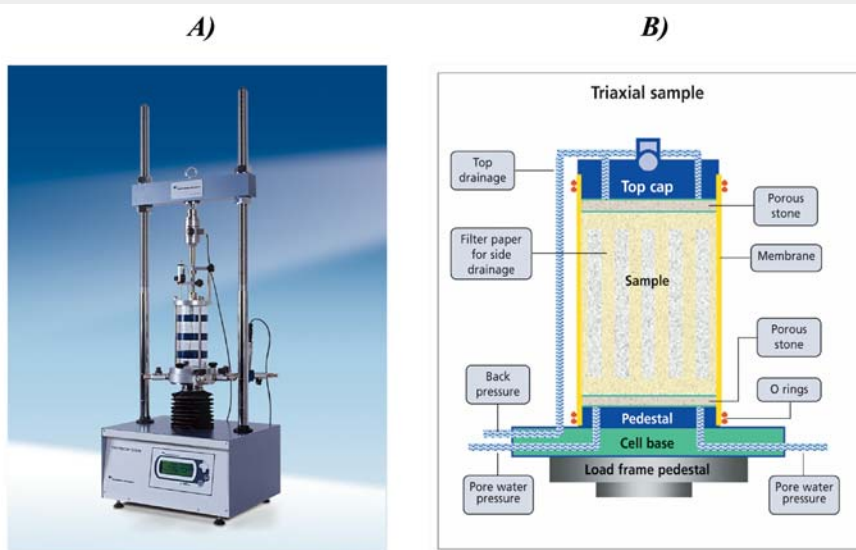 A)
B)
Triaxial sample
Top
drainage
Top cap
Porous
stone
Filter paper
for side
drainage
Membrane
Sample
Porous
stone
Back
pressure
O rings
Pedestal
Cell base
Load frame pedestal
Pore water
pressure
Pore water
pressure